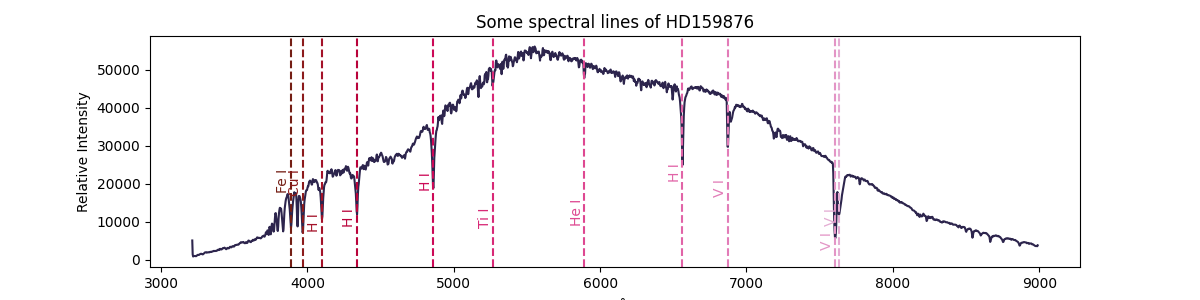 Some spectral lines of HD159876
Relative Intensity
50000
40000
30000
20000
10000
0
Fe I
H I
H I
H I
Ti I
He I
H I
V I
V I
V I
3000 4000 5000 6000 7000 8000 9000